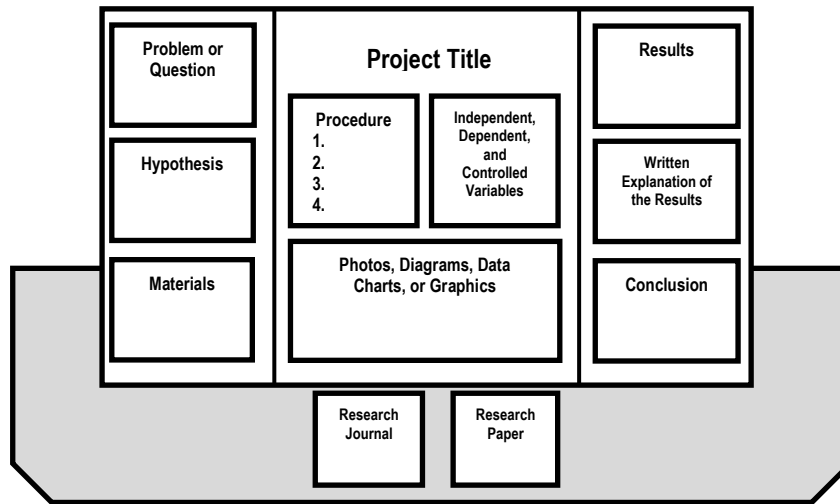 Problem or
Question
Hypothesis
Materials
Project Title
Procedure
1.
2.
3.
4.
Independent,
Dependent,
and
Controlled
Variables
Photos, Diagrams, Data
Charts, or Graphics
Results
Written
Explanation of
the Results
Conclusion
Research
Journal
Research
Paper